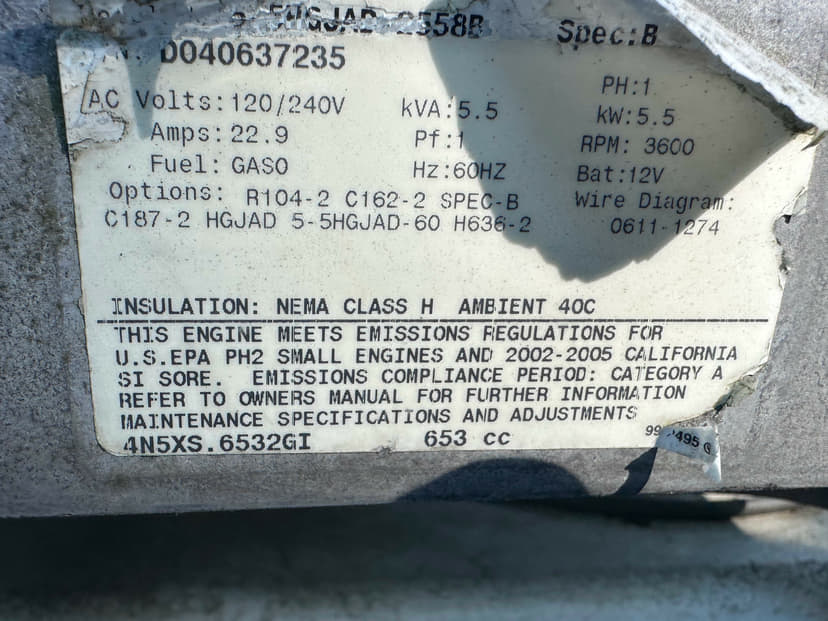 5HGJAD 2558B Spec:B
D040637235
PH:1
AC Volts:120/240V kVA:5.5 kW:5.5
Amps:22.9 Pf:1 RPM: 3600
Fuel: GASO Hz:60HZ Bat:12V
Options: R104-2 C162-2 SPEC-B Wire Diagram:
C187-2 HGJAD 5-5HGJAD-60 H636-2 0611-1274
INSULATION: NEMA CLASS H AMBIENT 40C
THIS ENGINE MEETS EMISSIONS REGULATIONS FOR
U.S.EPA PH2 SMALL ENGINES AND 2002-2005 CALIFORNIA
SI SORE. EMISSIONS COMPLIANCE PERIOD: CATEGORY A
REFER TO OWNERS MANUAL FOR FURTHER INFORMATION
MAINTENANCE SPECIFICATIONS AND ADJUSTMENTS
4N5XS.6532GI 653 CC